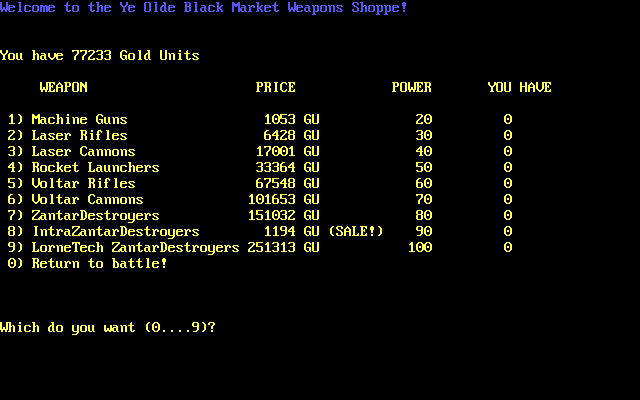 Welcome to the Ye Olde Black Market Weapons Shoppe!
You have 77233 Gold Units
WEAPON PRICE POWER YOU HAVE
1) Machine Guns 1053 GU 20 0
2) Laser Rifles 6428 GU 30 0
3) Laser Cannons 17001 GU 40 0
4) Rocket Launchers 33364 GU 50 0
5) Voltar Rifles 67548 GU 60 0
6) Voltar Cannons 101653 GU 70 0
7) ZantarDestroyers 151032 GU 80 0
8) IntraZantarDestroyers 1194 GU (SALE!) 90 0
9) LorneTech ZantarDestroyers 251313 GU 100 0
0) Return to battle!
Which do you want (0....9)?